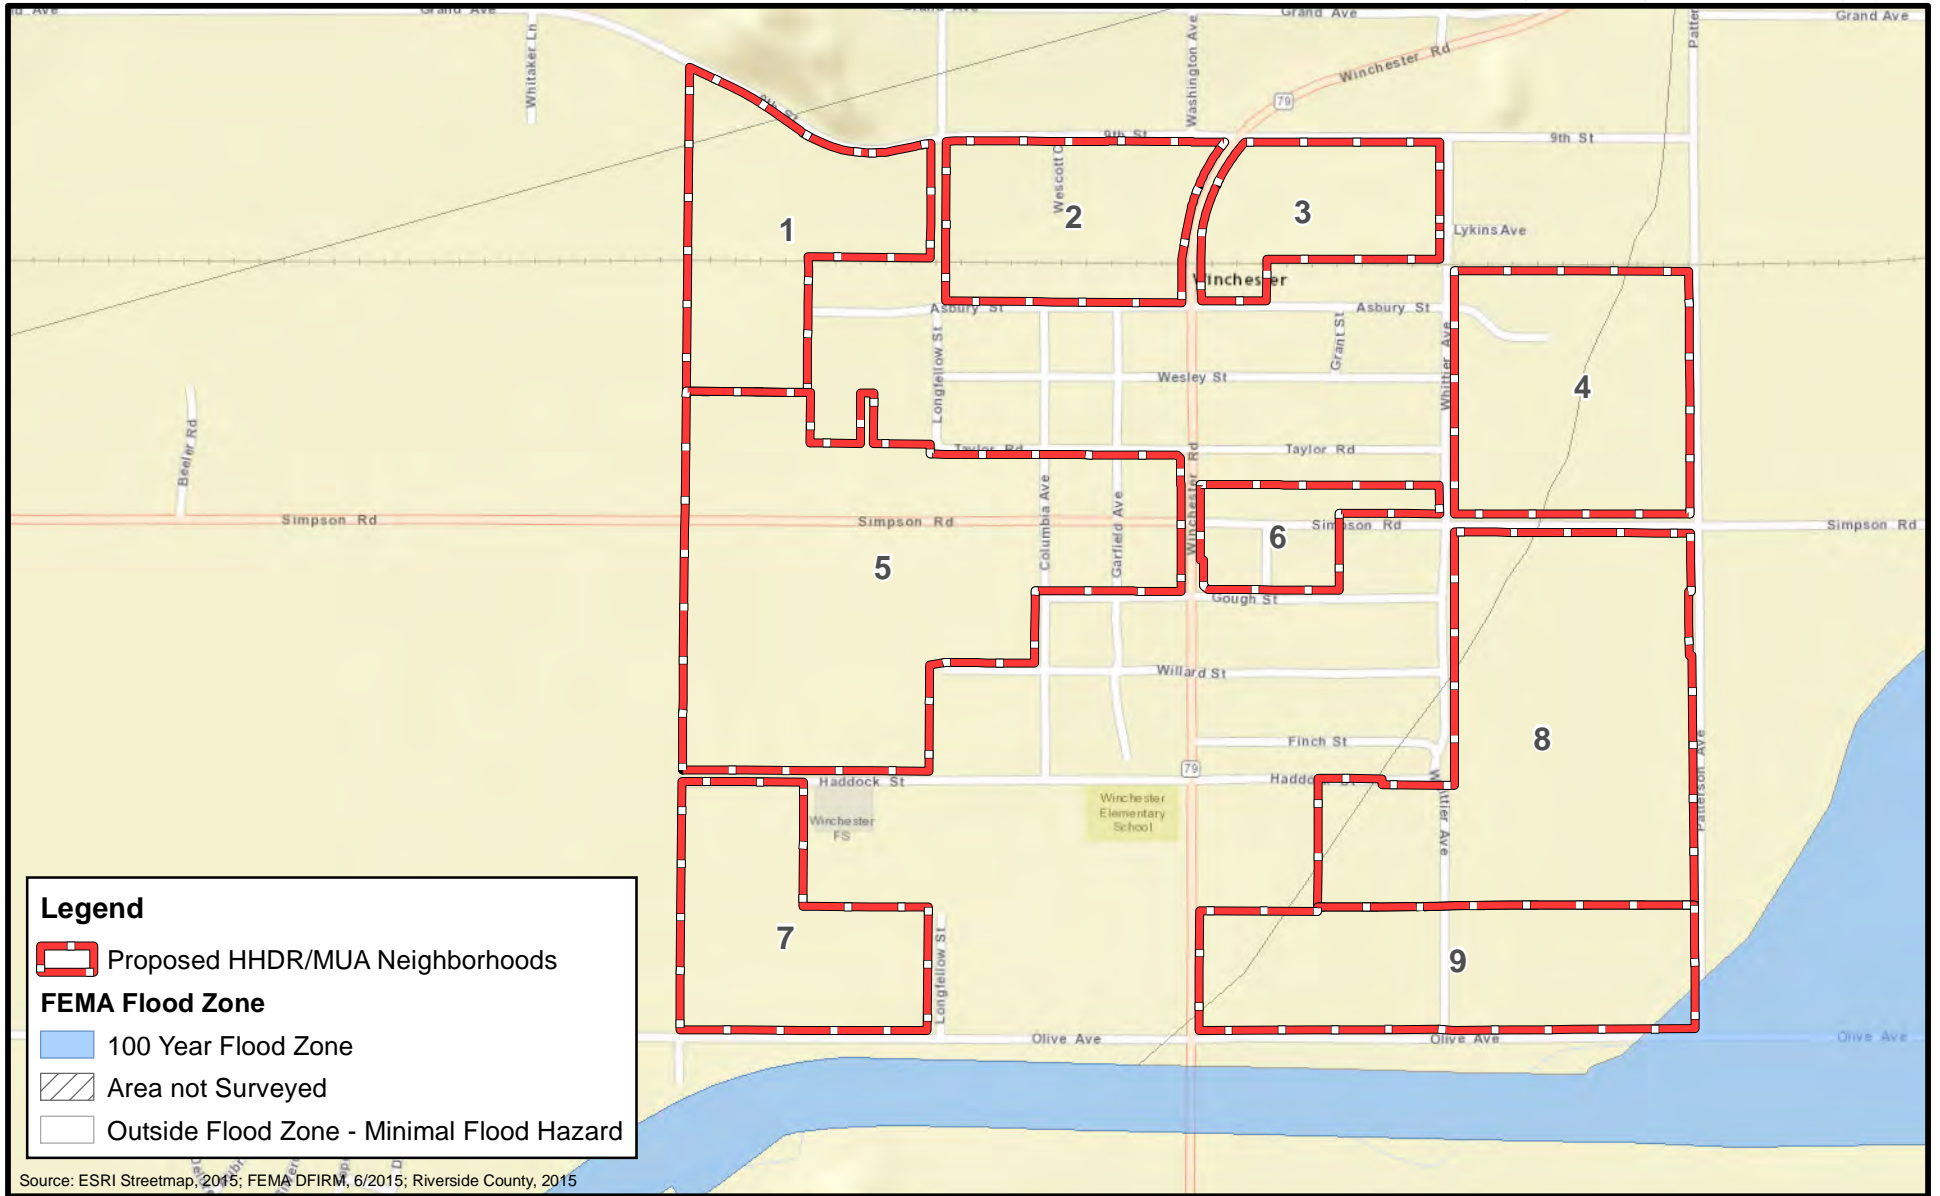 Grand Ave
Grand Ave
Grand Ave
Whitaker Ln
Washington Ave
Winchester Rd
79
9th St
9th St
9th St
Wescott C
1
2
3
Lykins Ave
Winchester
Asbury St
Asbury St
Longfellow St
Grant St
Whittier Ave
Wesley St
4
Beeler Rd
Taylor Rd
Taylor Rd
Winchester Rd
Columbia Ave
Garfield Ave
Simpson Rd
Simpson Rd
Simpson Rd
Simpson Rd
5
6
Gough St
Willard St
Finch St
8
79
Haddock St
Haddock St
Whittier Ave
Patterson Ave
Winchester
FS
Winchester
Elementary
School
7
Longfellow St
9
Olive Ave
Olive Ave
Olive Ave
Legend
Proposed HHDR/MUA Neighborhoods
FEMA Flood Zone
100 Year Flood Zone
Area not Surveyed
Outside Flood Zone - Minimal Flood Hazard
Source: ESRI Streetmap, 2015; FEMA DFIRM, 6/2015; Riverside County, 2015